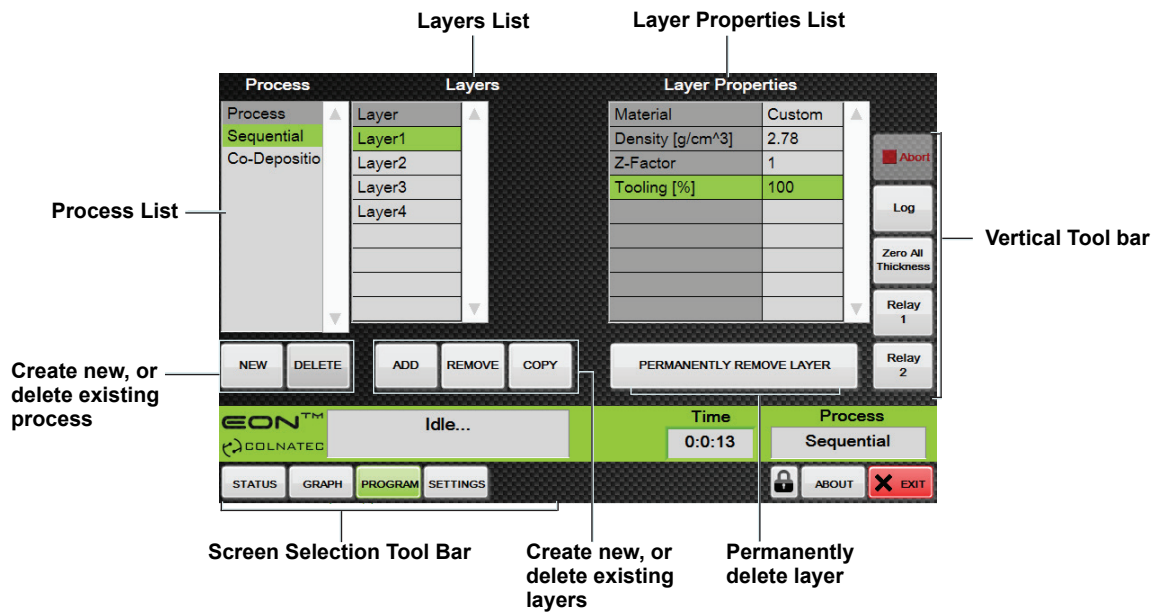 Layers List
Layer Properties List
Process
Layers
Layer Properties
Process
Sequential
Co-Depositio
Layer
Layer1
Layer2
Layer3
Layer4
Material Custom
Density [g/cm^3] 2.78
Z-Factor 1
Tooling [%] 100
Abort
Log
Zero All
Thickness
Relay
1
Relay
2
Process List
Vertical Tool bar
NEW
DELETE
ADD
REMOVE
COPY
PERMANENTLY REMOVE LAYER
Create new, or
delete existing
process
EON™
COLNATEC
Idle...
Time
0:0:13
Process
Sequential
STATUS
GRAPH
PROGRAM
SETTINGS
ABOUT
EXIT
Screen Selection Tool Bar
Create new, or
delete existing
layers
Permanently
delete layer